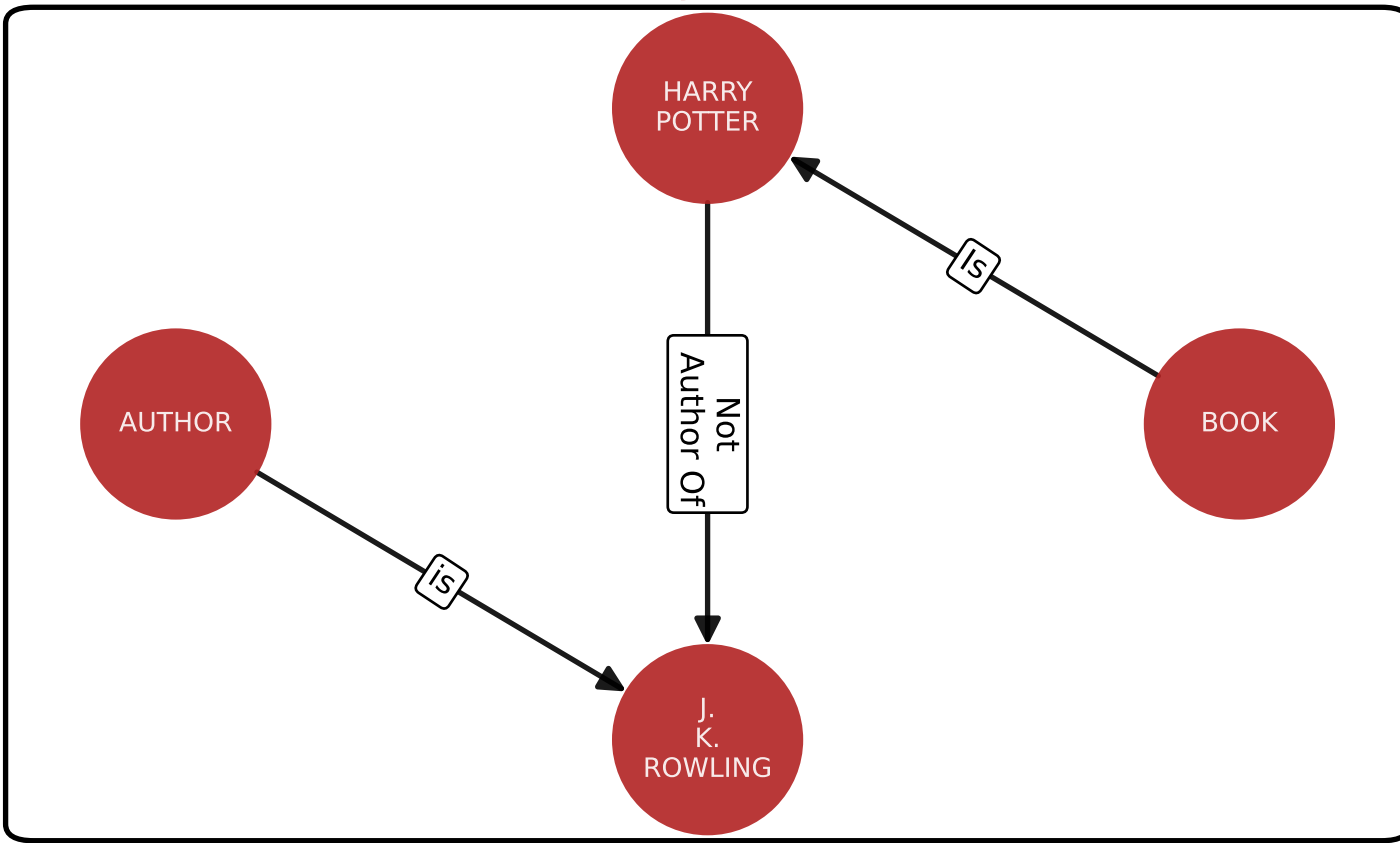 HARRY
POTTER
Is
Not
Author Of
AUTHOR
BOOK
is
J.
K.
ROWLING